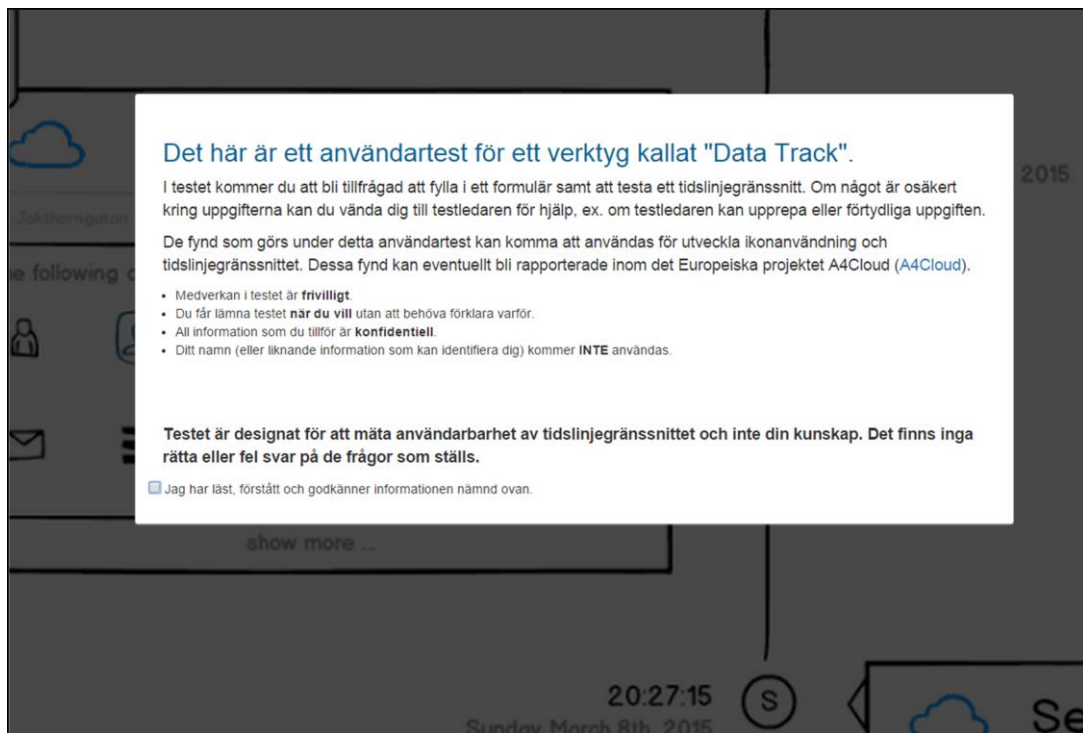 Det här är ett användartest för ett verktyg kallat "Data Track".
I testet kommer du att bli tillfrågad att fylla i ett formulär samt att testa ett tidslinjegränssnitt. Om något är osäkert
kring uppgifterna kan du vända dig till testledaren för hjälp, ex. om testledaren kan upprepa eller förtydliga uppgiften.
De fynd som görs under detta användartest kan komma att användas för utveckla ikonanvändning och
tidslinjegränssnittet. Dessa fynd kan eventuellt bli rapporterade inom det Europeiska projektet A4Cloud (A4Cloud).
• Medverkan i testet är frivilligt.
• Du får lämna testet när du vill utan att behöva förklara varför.
• All information som du tillför är konfidentiell.
• Ditt namn (eller liknande information som kan identifiera dig) kommer INTE användas.
Testet är designat för att mäta användarbarhet av tidslinjegränssnittet och inte din kunskap. Det finns inga
rätta eller fel svar på de frågor som ställs.
Jag har läst, förstått och godkänner informationen nämnd ovan.
2015
following
show more ...
20:27:15
S
Se
Sunday March 8th, 2015